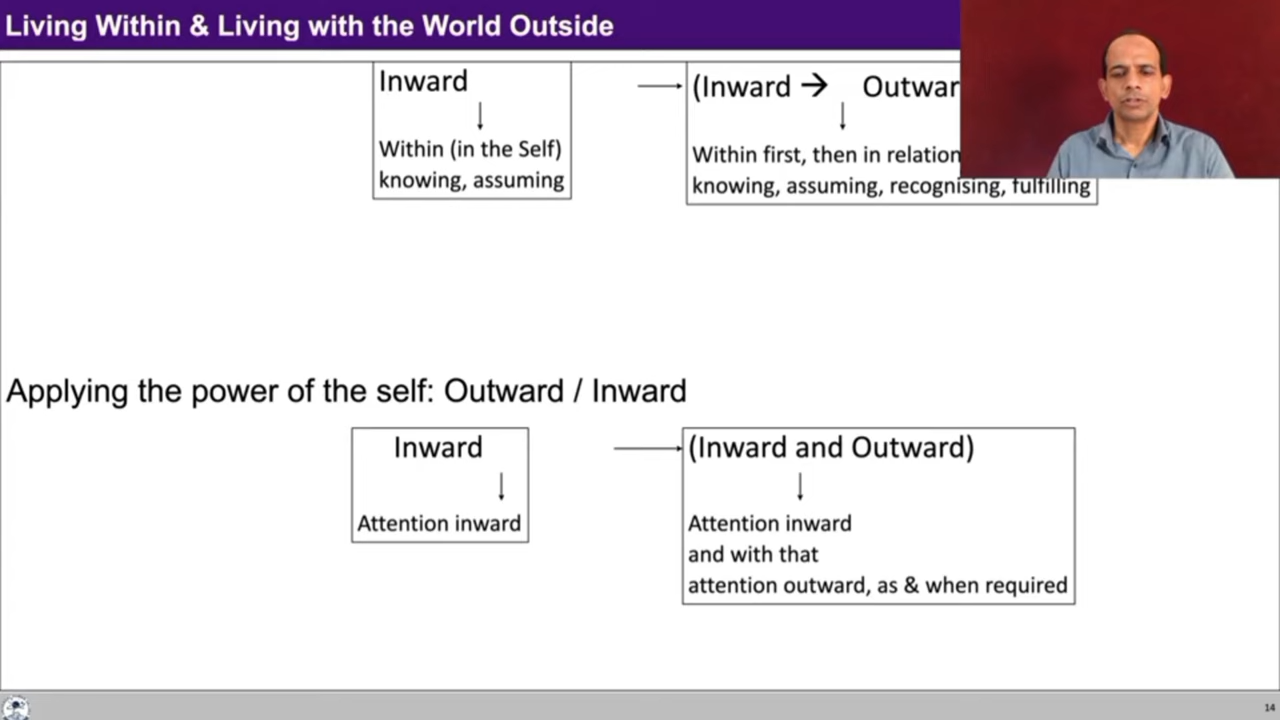 Living Within & Living with the World Outside
Inward
Within (in the Self)
knowing, assuming
(Inward → Outwar
Within first, then in relation
knowing, assuming, recognising, fulfilling
Applying the power of the self: Outward / Inward
Inward
Attention inward
(Inward and Outward)
Attention inward
and with that
attention outward, as & when required
14